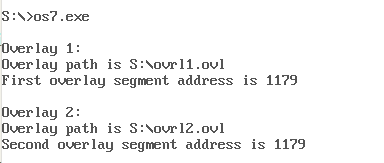 S:\>os7.exe
Overlay 1:
Overlay path is S:\ovrl1.ovl
First overlay segment address is 1179
Overlay 2:
Overlay path is S:\ovrl2.ovl
Second overlay segment address is 1179